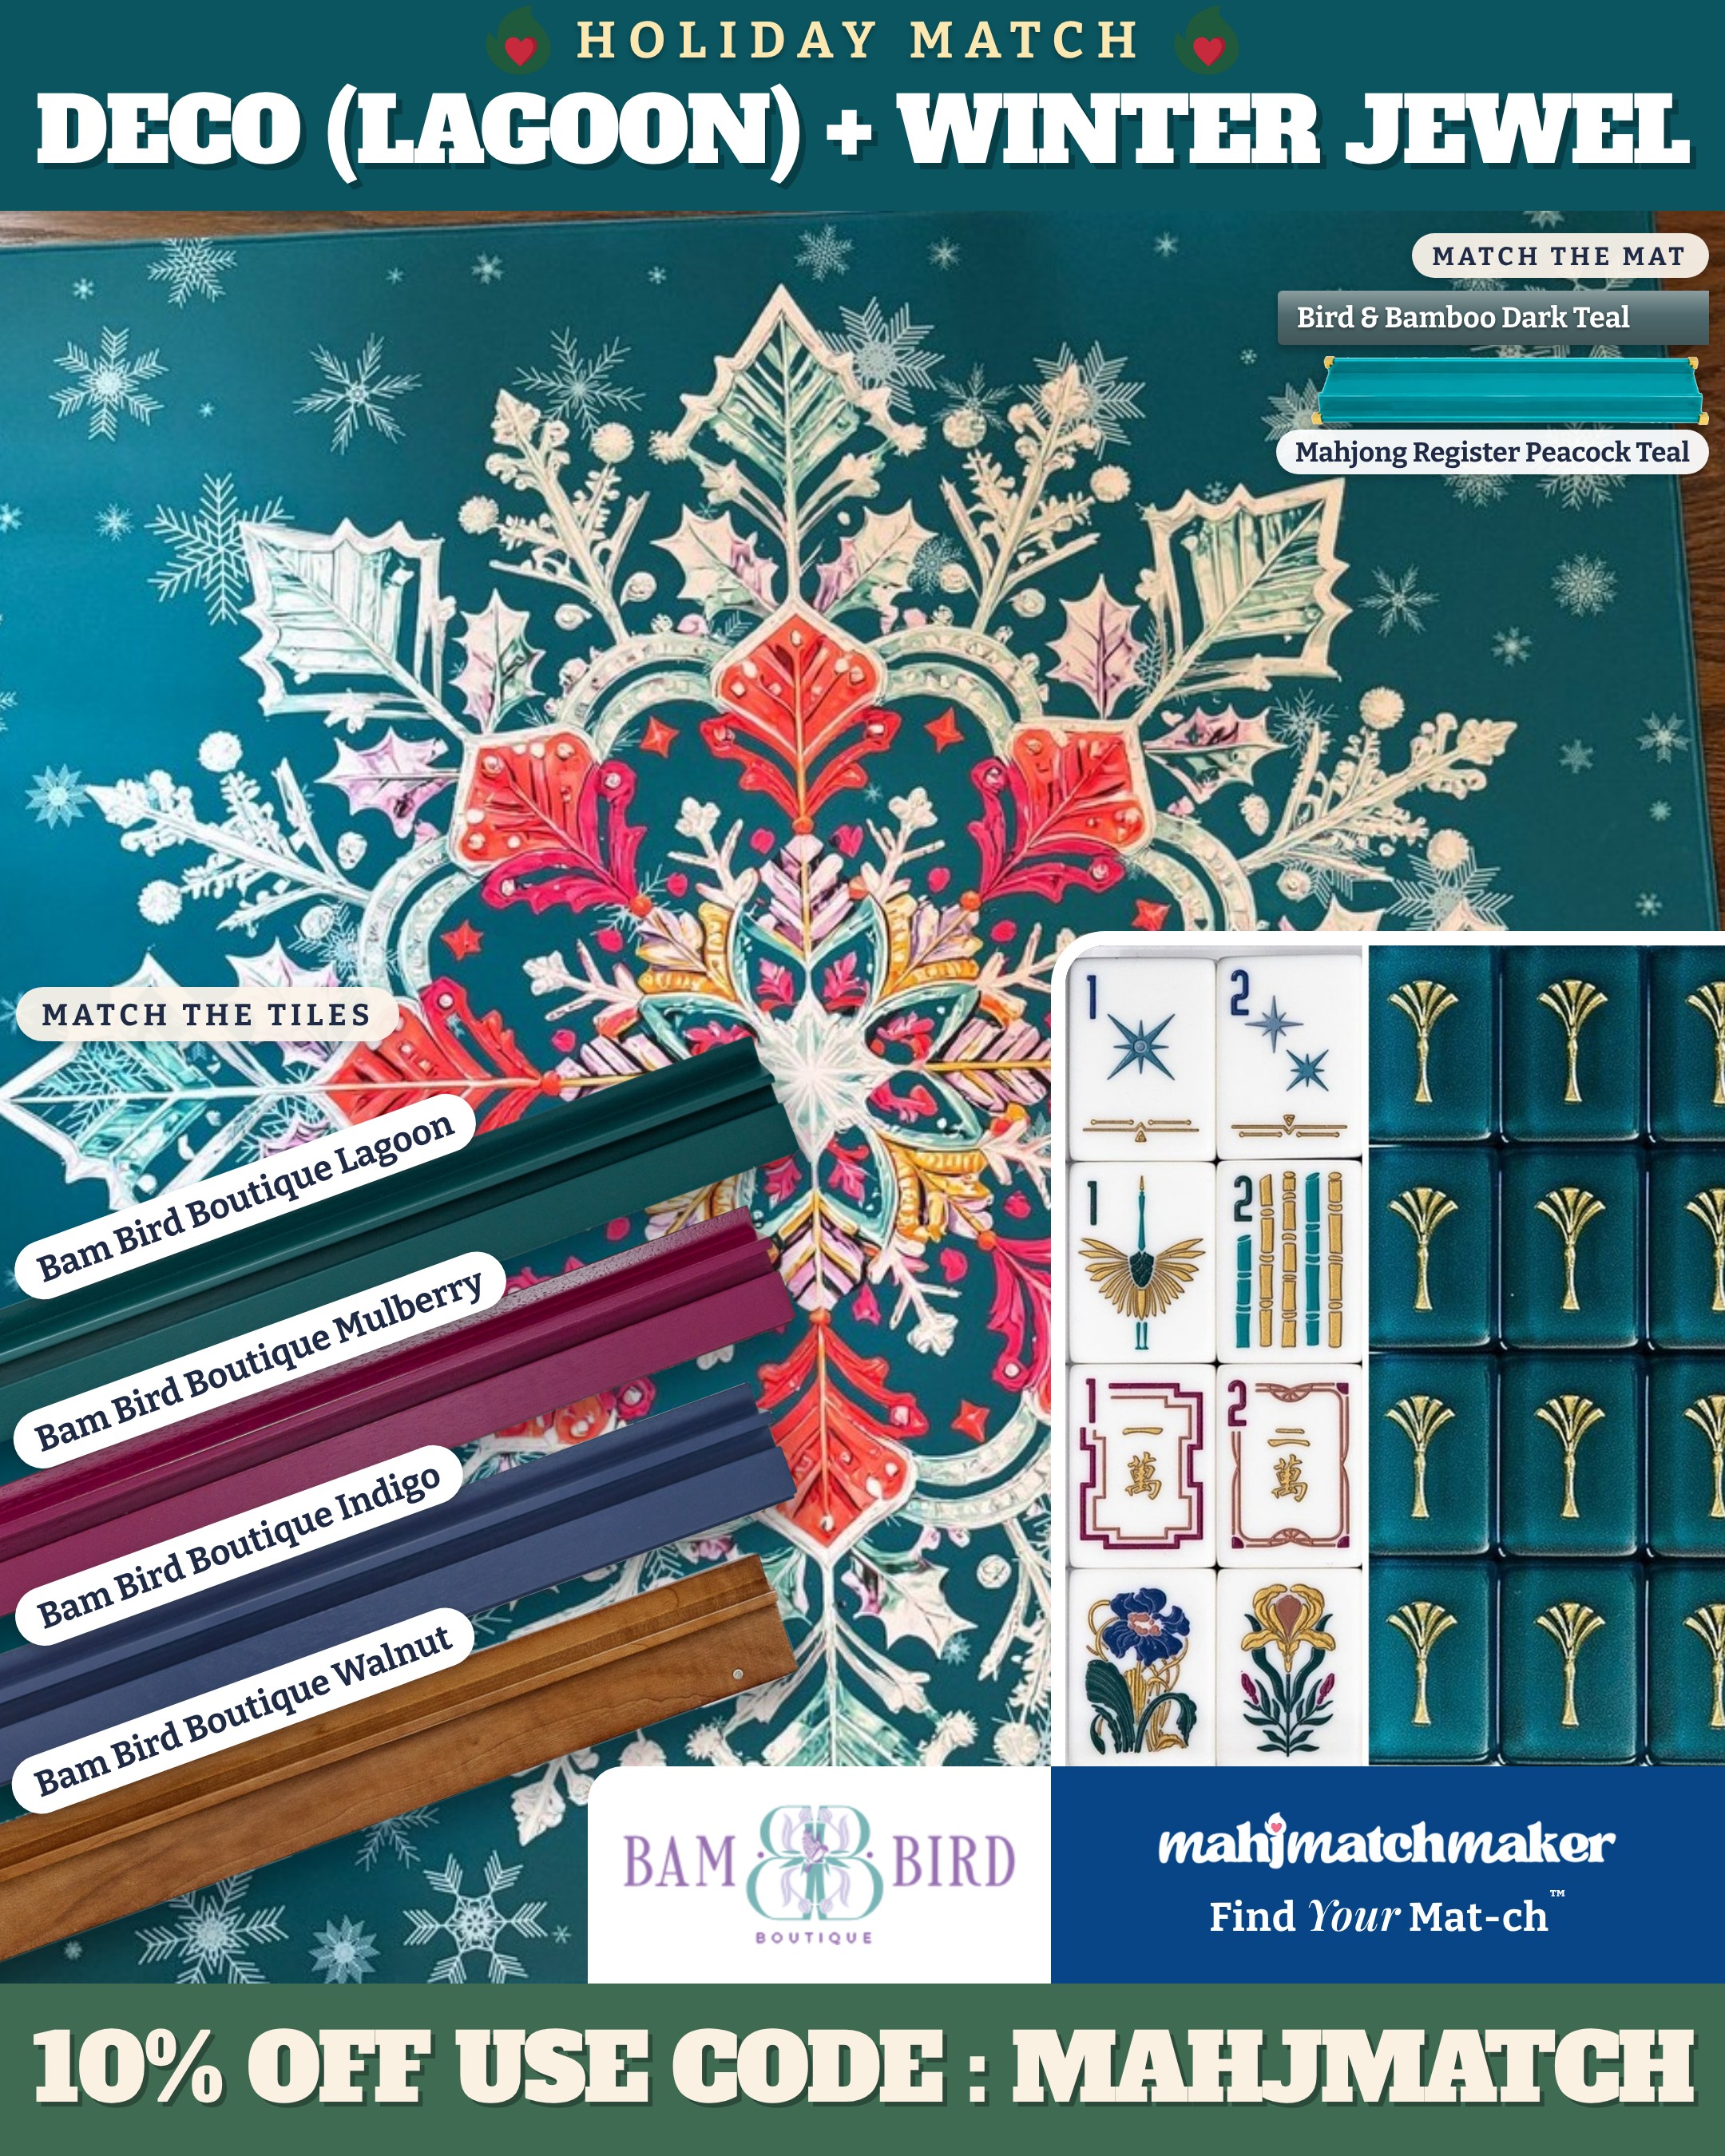 HOLIDAY MATCH
DECO (LAGOON) + WINTER JEWEL
MATCH THE MAT
Bird & Bamboo Dark Teal
Mahjong Register Peacock Teal
MATCH THE TILES
Bam Bird Boutique Lagoon
Bam Bird Boutique Mulberry
Bam Bird Boutique Indigo
Bam Bird Boutique Walnut
1 2
1 2
1 2
一萬 二萬
BAM BIRD
BOUTIQUE
mahjmatchmaker
Find Your Mat-ch™
10% OFF USE CODE : MAHJMATCH